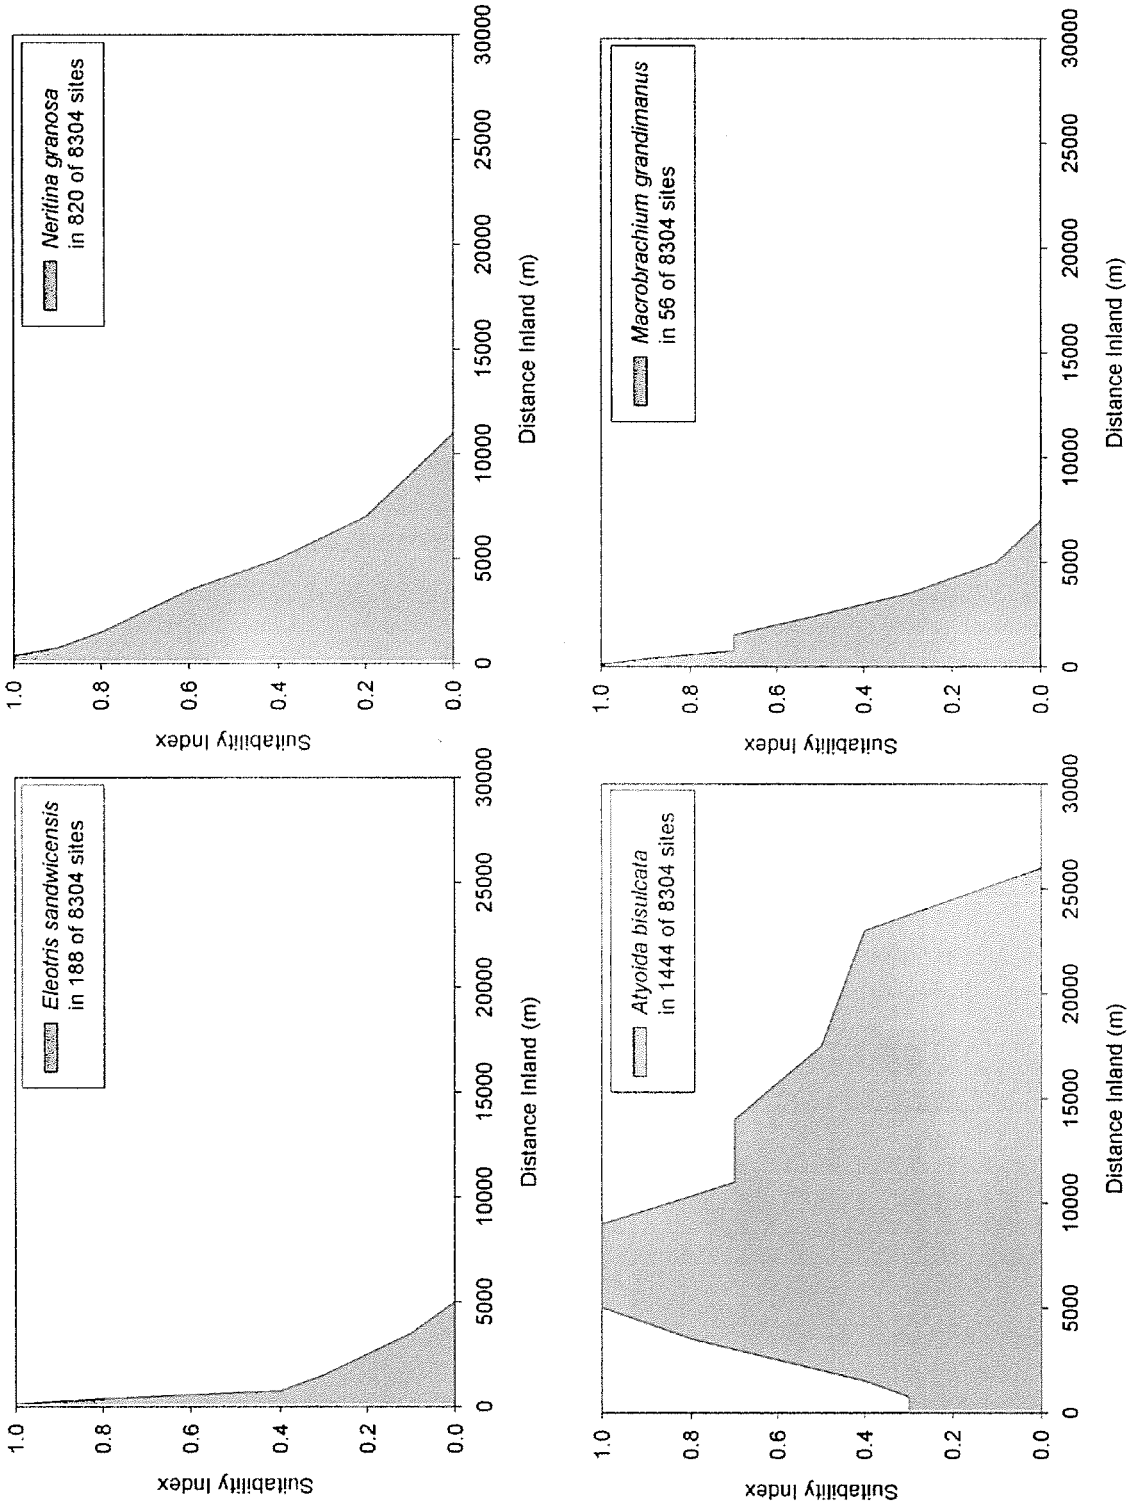 Suitability Index
1.0
0.8
0.6
0.4
0.2
0.0
Eleotris sandwicensis
in 188 of 8304 sites
0 5000 10000 15000 20000 25000 30000
Distance Inland (m)
Suitability Index
1.0
0.8
0.6
0.4
0.2
0.0
Neritina granosa
in 820 of 8304 sites
0 5000 10000 15000 20000 25000 30000
Distance Inland (m)
Suitability Index
1.0
0.8
0.6
0.4
0.2
0.0
Atyoida bisulcata
in 1444 of 8304 sites
0 5000 10000 15000 20000 25000 30000
Distance Inland (m)
Suitability Index
1.0
0.8
0.6
0.4
0.2
0.0
Macrobrachium grandimanus
in 56 of 8304 sites
0 5000 10000 15000 20000 25000 30000
Distance Inland (m)